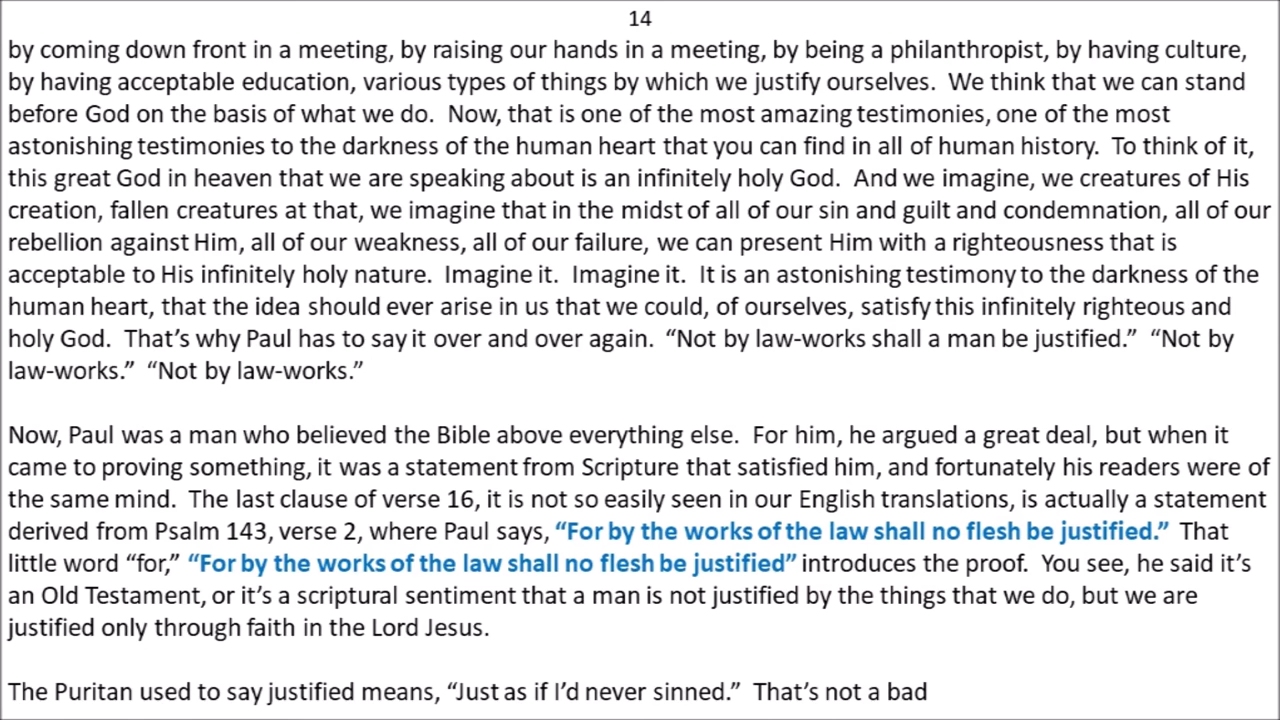 14
by coming down front in a meeting, by raising our hands in a meeting, by being a philanthropist, by having culture,
by having acceptable education, various types of things by which we justify ourselves.  We think that we can stand
before God on the basis of what we do.  Now, that is one of the most amazing testimonies, one of the most
astonishing testimonies to the darkness of the human heart that you can find in all of human history.  To think of it,
this great God in heaven that we are speaking about is an infinitely holy God.  And we imagine, we creatures of His
creation, fallen creatures at that, we imagine that in the midst of all of our sin and guilt and condemnation, all of our
rebellion against Him, all of our weakness, all of our failure, we can present Him with a righteousness that is
acceptable to His infinitely holy nature.  Imagine it.  Imagine it.  It is an astonishing testimony to the darkness of the
human heart, that the idea should ever arise in us that we could, of ourselves, satisfy this infinitely righteous and
holy God.  That’s why Paul has to say it over and over again.  “Not by law-works shall a man be justified.”  “Not by
law-works.”  “Not by law-works.”
Now, Paul was a man who believed the Bible above everything else.  For him, he argued a great deal, but when it
came to proving something, it was a statement from Scripture that satisfied him, and fortunately his readers were of
the same mind.  The last clause of verse 16, it is not so easily seen in our English translations, is actually a statement
derived from Psalm 143, verse 2, where Paul says, “For by the works of the law shall no flesh be justified.”  That
little word “for,” “For by the works of the law shall no flesh be justified” introduces the proof.  You see, he said it’s
an Old Testament, or it’s a scriptural sentiment that a man is not justified by the things that we do, but we are
justified only through faith in the Lord Jesus.
The Puritan used to say justified means, “Just as if I’d never sinned.”  That’s not a bad